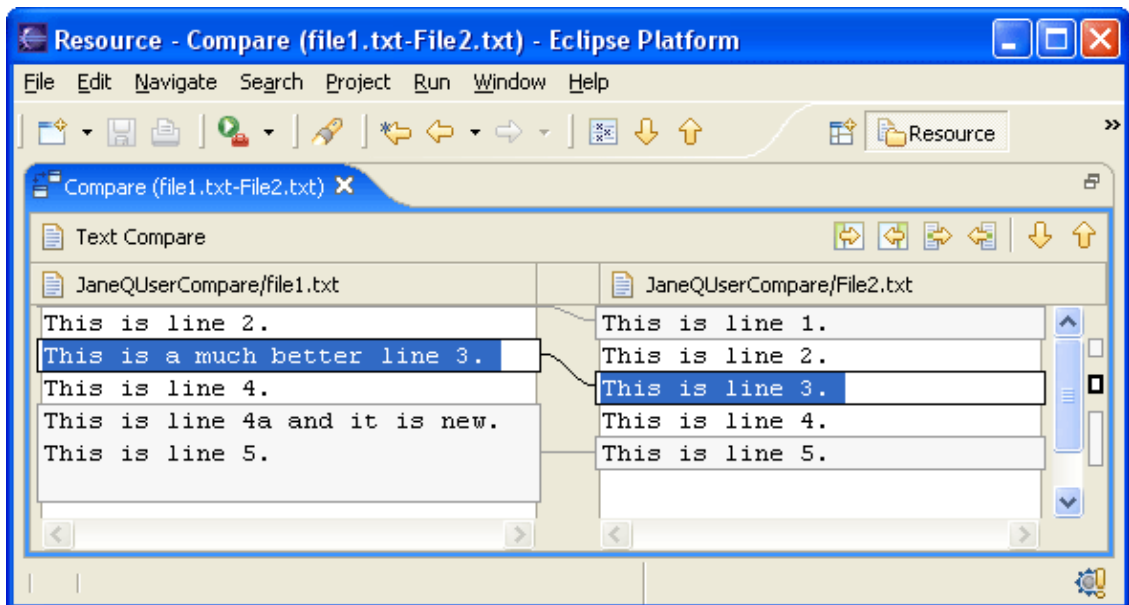 Resource - Compare (file1.txt-File2.txt) - Eclipse Platform
File Edit Navigate Search Project Run Window Help
Resource »
Compare (file1.txt-File2.txt)
Text Compare
JaneQUserCompare/file1.txt
This is line 2.
This is a much better line 3.
This is line 4.
This is line 4a and it is new.
This is line 5.
JaneQUserCompare/File2.txt
This is line 1.
This is line 2.
This is line 3.
This is line 4.
This is line 5.